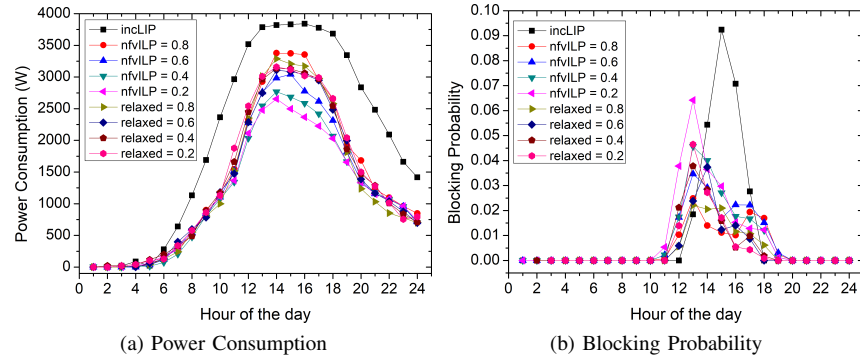 4000
3500
3000
2500
2000
1500
1000
500
0
Power Consumption (W)
incLIP
nfvILP = 0.8
nfvILP = 0.6
nfvILP = 0.4
nfvILP = 0.2
relaxed = 0.8
relaxed = 0.6
relaxed = 0.4
relaxed = 0.2
0 2 4 6 8 10 12 14 16 18 20 22 24
Hour of the day
(a) Power Consumption
0.10
0.09
0.08
0.07
0.06
0.05
0.04
0.03
0.02
0.01
0.00
Blocking Probability
incLIP
nfvILP = 0.8
nfvILP = 0.6
nfvILP = 0.4
nfvILP = 0.2
relaxed = 0.8
relaxed = 0.6
relaxed = 0.4
relaxed = 0.2
0 2 4 6 8 10 12 14 16 18 20 22 24
Hour of the day
(b) Blocking Probability